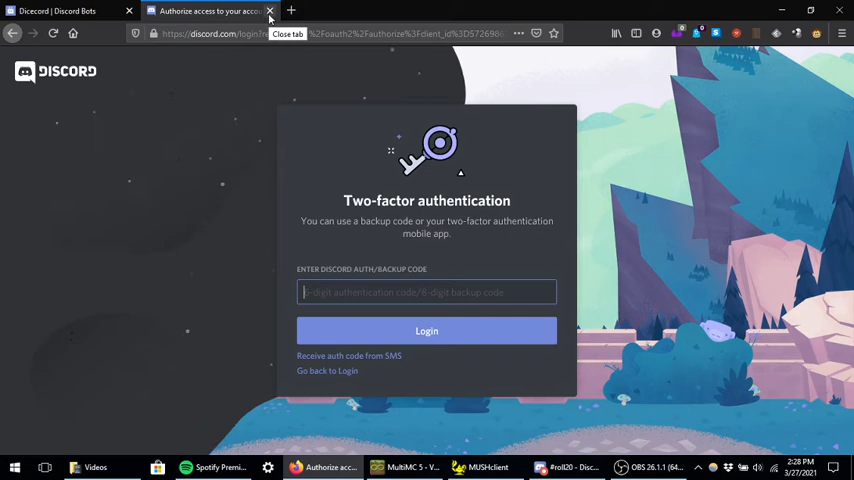 Dicecord | Discord Bots
Authorize access to your accou
Close tab
https://discord.com/login?re
%2Foauth2%2Fauthorize%3Fclient_id%3D572698
DISCORD
Two-factor authentication
You can use a backup code or your two-factor authentication
mobile app.
ENTER DISCORD AUTH/BACKUP CODE
6-digit authentication code/8-digit backup code
Login
Receive auth code from SMS
Go back to Login
Videos
Spotify Premi...
Authorize acc...
MultiMC 5 - V...
MUSHclient
#roll20 - Disc...
OBS 26.1.1 (64...
2:28 PM
3/27/2021